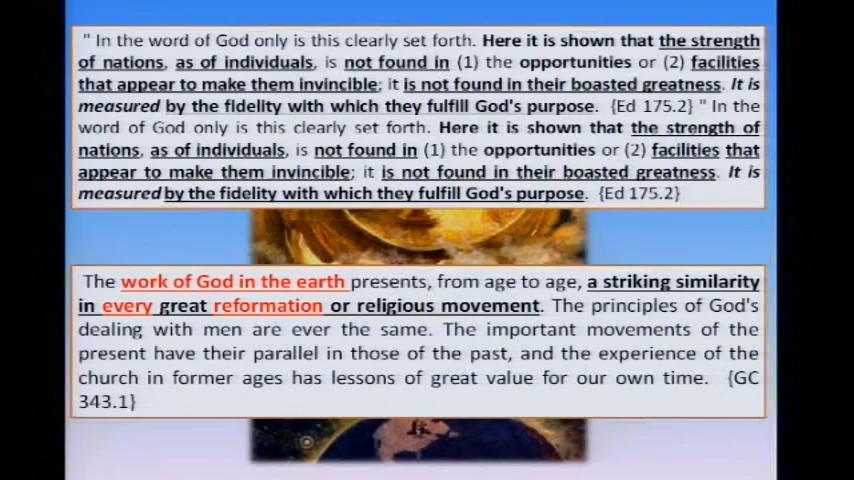 " In the word of God only is this clearly set forth. Here it is shown that the strength
of nations, as of individuals, is not found in (1) the opportunities or (2) facilities
that appear to make them invincible; it is not found in their boasted greatness. It is
measured by the fidelity with which they fulfill God's purpose. {Ed 175.2} " In the
word of God only is this clearly set forth. Here it is shown that the strength of
nations, as of individuals, is not found in (1) the opportunities or (2) facilities that
appear to make them invincible; it is not found in their boasted greatness. It is
measured by the fidelity with which they fulfill God's purpose. {Ed 175.2}
The work of God in the earth presents, from age to age, a striking similarity
in every great reformation or religious movement. The principles of God's
dealing with men are ever the same. The important movements of the
present have their parallel in those of the past, and the experience of the
church in former ages has lessons of great value for our own time. {GC
343.1}